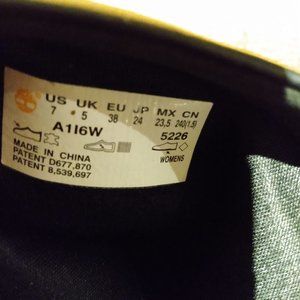 US UK EU JP MX CN
7 5 38 24 23.5 240(1.5)
A1I6W 5226
WOMENS
MADE IN CHINA
PATENT D677,870
PATENT 8,539,697